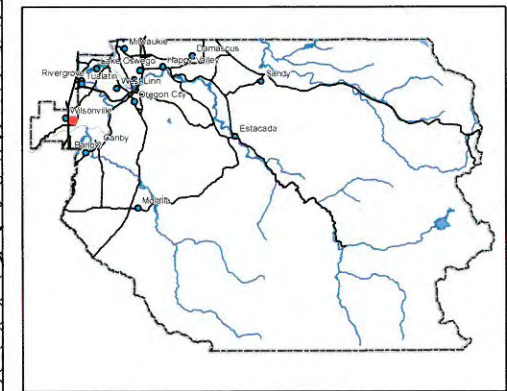 Milwaukie
Damascus
Lake Oswego
Happy Valley
Rivergrove
Tualatin
Sandy
West Linn
Oregon City
Wilsonville
Estacada
Canby
Barlow
Molalla